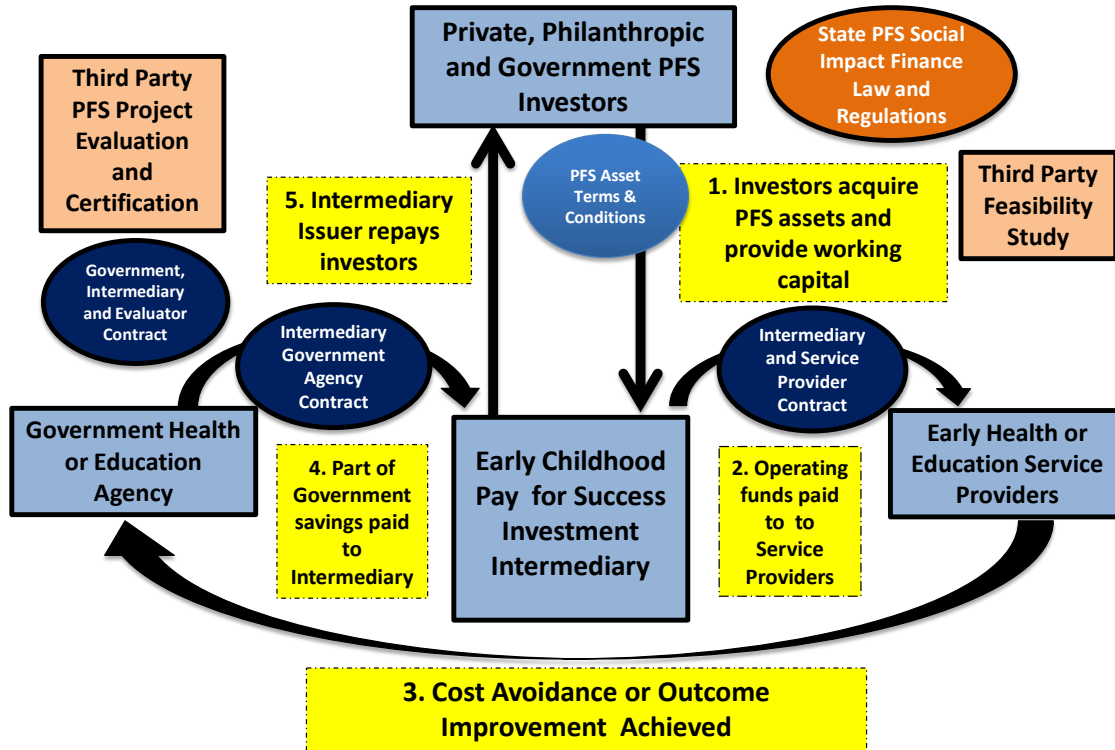 Private, Philanthropic
and Government PFS
Investors
State PFS Social
Impact Finance
Law and
Regulations
Third Party
PFS Project
Evaluation
and
Certification
PFS Asset
Terms &
Conditions
1. Investors acquire
PFS assets and
provide working
capital
Third Party
Feasibility
Study
5. Intermediary
Issuer repays
investors
Government,
Intermediary
and Evaluator
Contract
Intermediary
Government
Agency
Contract
Intermediary
and Service
Provider
Contract
Government Health
or Education
Agency
4. Part of
Government
savings paid
to
Intermediary
Early Childhood
Pay for Success
Investment
Intermediary
2. Operating
funds paid
to to
Service
Providers
Early Health or
Education Service
Providers
3. Cost Avoidance or Outcome
Improvement Achieved